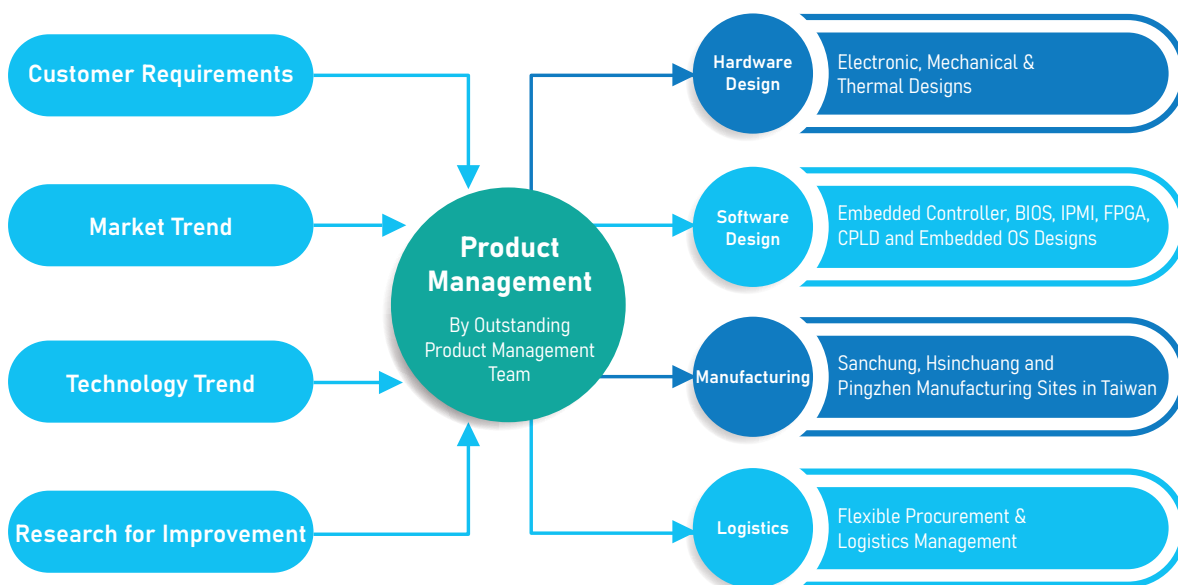 Customer Requirements
Market Trend
Technology Trend
Research for Improvement
Product
Management
By Outstanding
Product Management
Team
Hardware
Design
Electronic, Mechanical &
Thermal Designs
Software
Design
Embedded Controller, BIOS, IPMI, FPGA,
CPLD and Embedded OS Designs
Manufacturing
Sanchung, Hsinchuang and
Pingzhen Manufacturing Sites in Taiwan
Logistics
Flexible Procurement &
Logistics Management